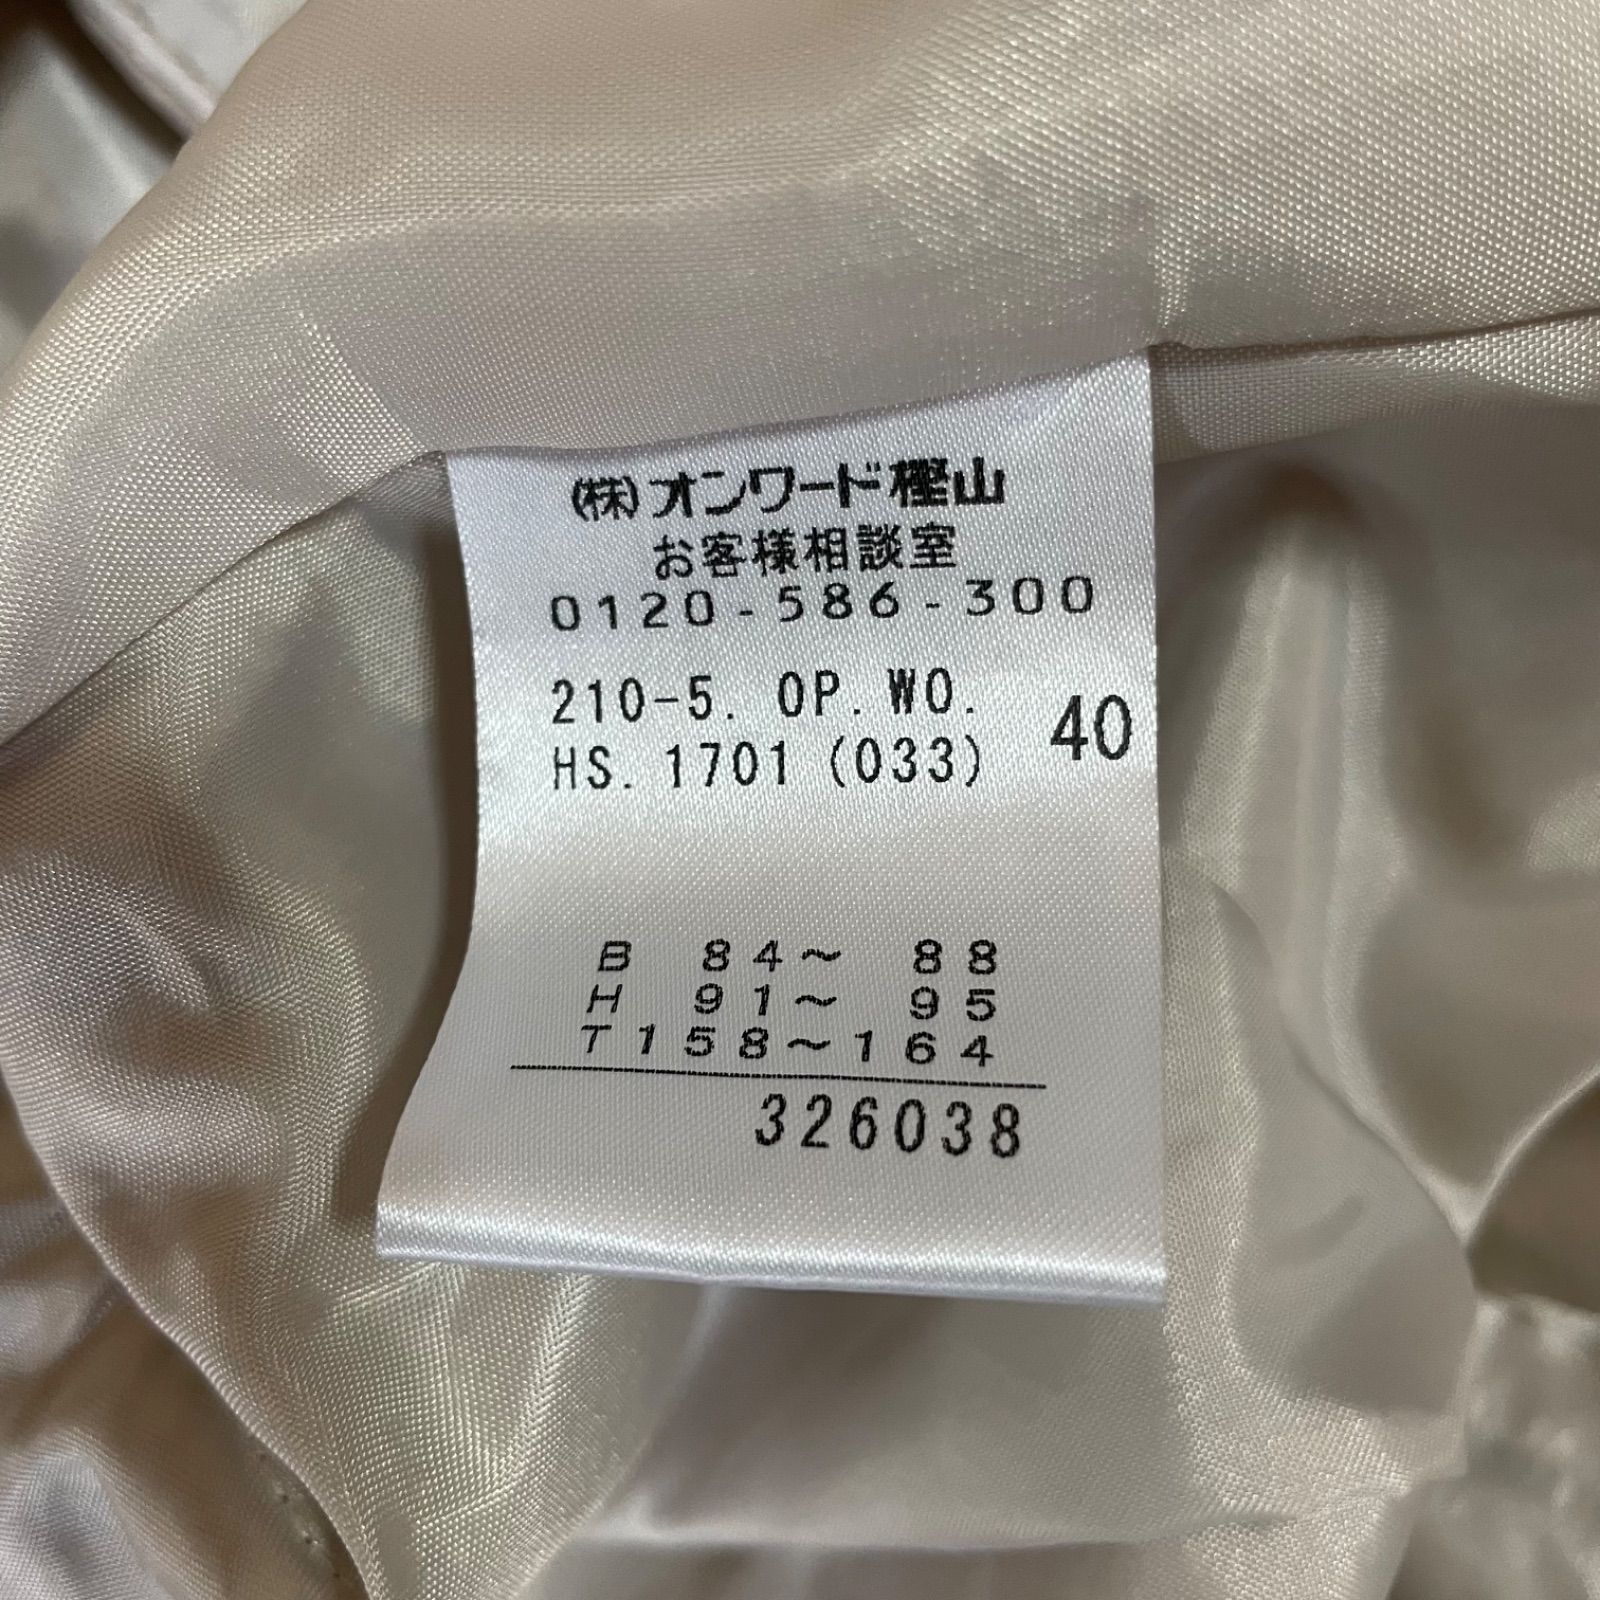 (株)オンワード樫山
お客様相談室
0120-586-300
210-5. OP. WO. 40
HS. 1701 (033)
B 84～ 88
H 91～ 95
T158～164
326038